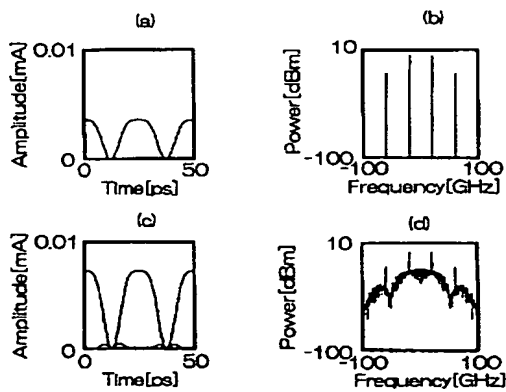 (a)
0.01
Amplitude[mA]
0
0
50
Time[ps]
(b)
10
Power[dBm]
-100
-100
100
Frequency[GHz]
(c)
0.01
Amplitude[mA]
0
0
50
Time[ps]
(d)
10
Power[dBm]
-100
-100
100
Frequency[GHz]